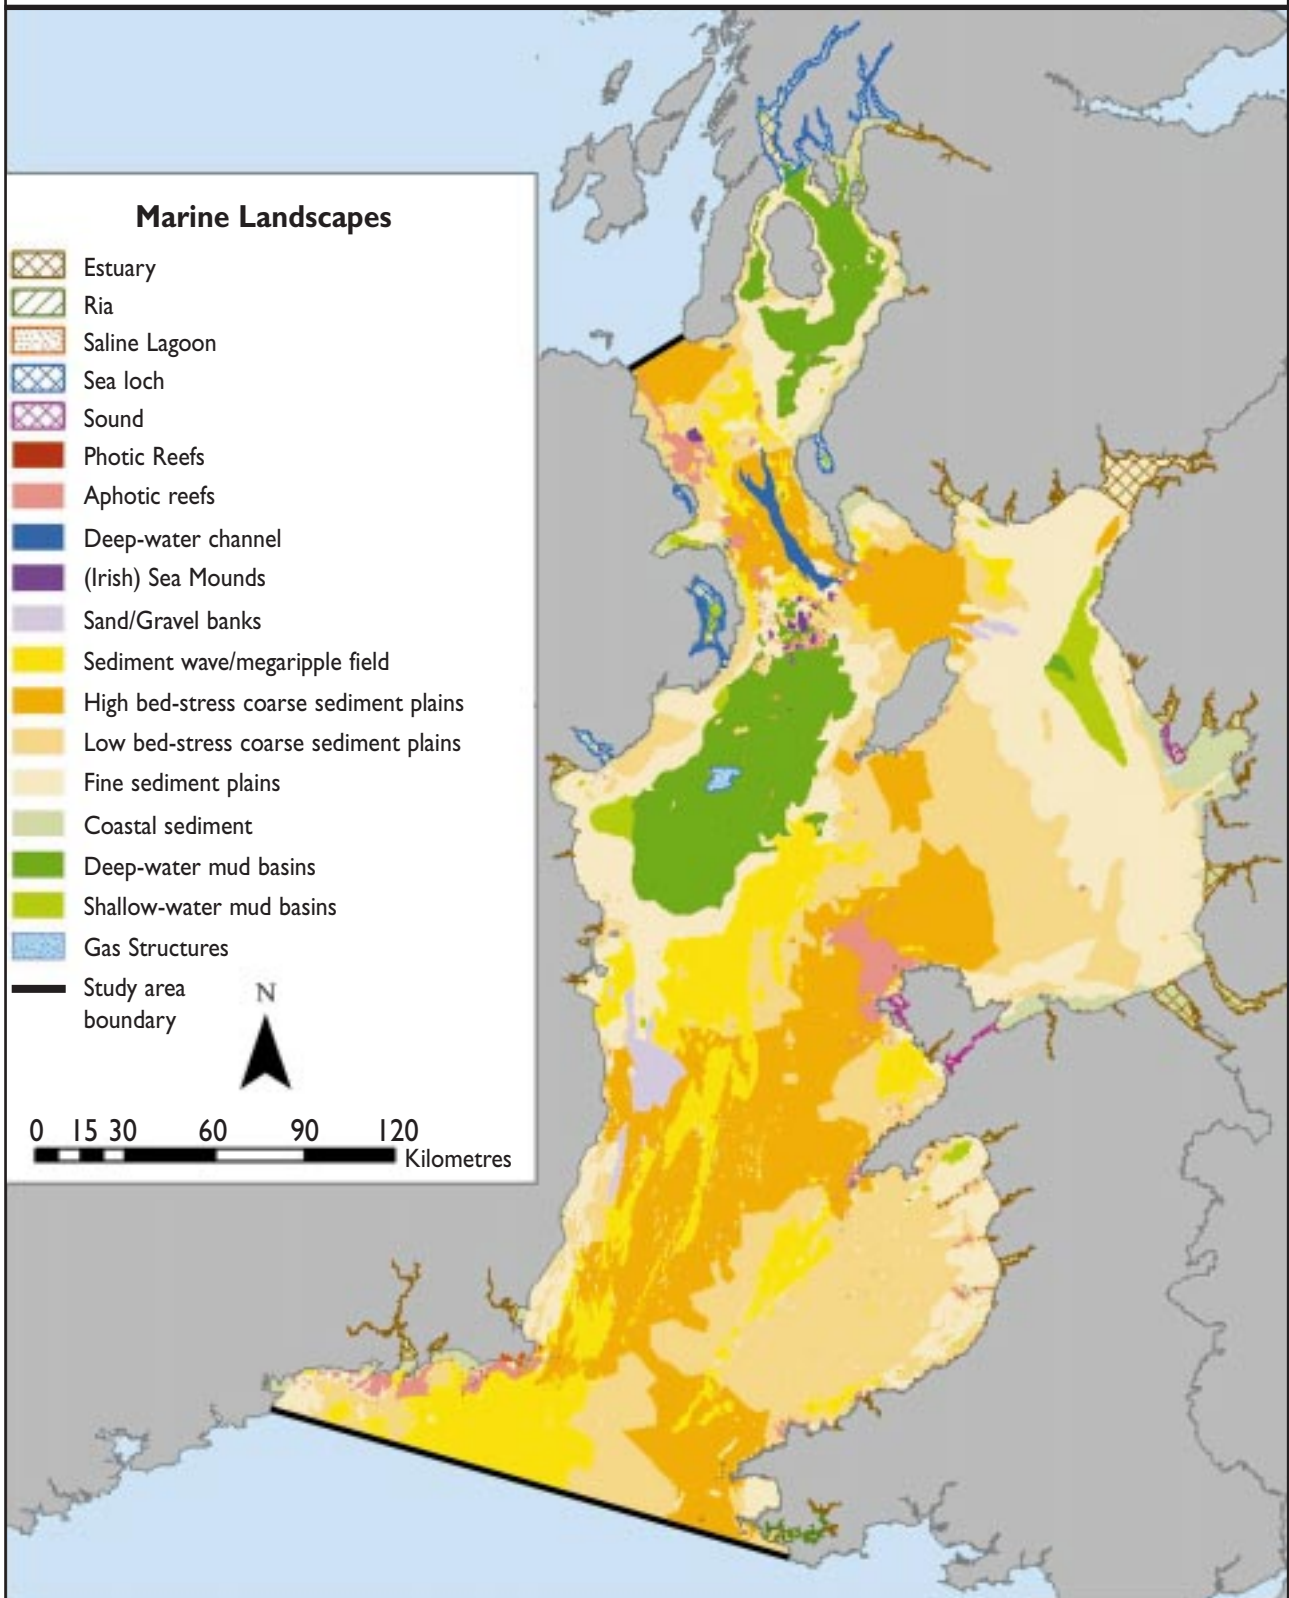 Marine Landscapes
Estuary
Ria
Saline Lagoon
Sea loch
Sound
Photic Reefs
Aphotic reefs
Deep-water channel
(Irish) Sea Mounds
Sand/Gravel banks
Sediment wave/megaripple field
High bed-stress coarse sediment plains
Low bed-stress coarse sediment plains
Fine sediment plains
Coastal sediment
Deep-water mud basins
Shallow-water mud basins
Gas Structures
Study area
boundary
N
0 15 30 60 90 120
Kilometres